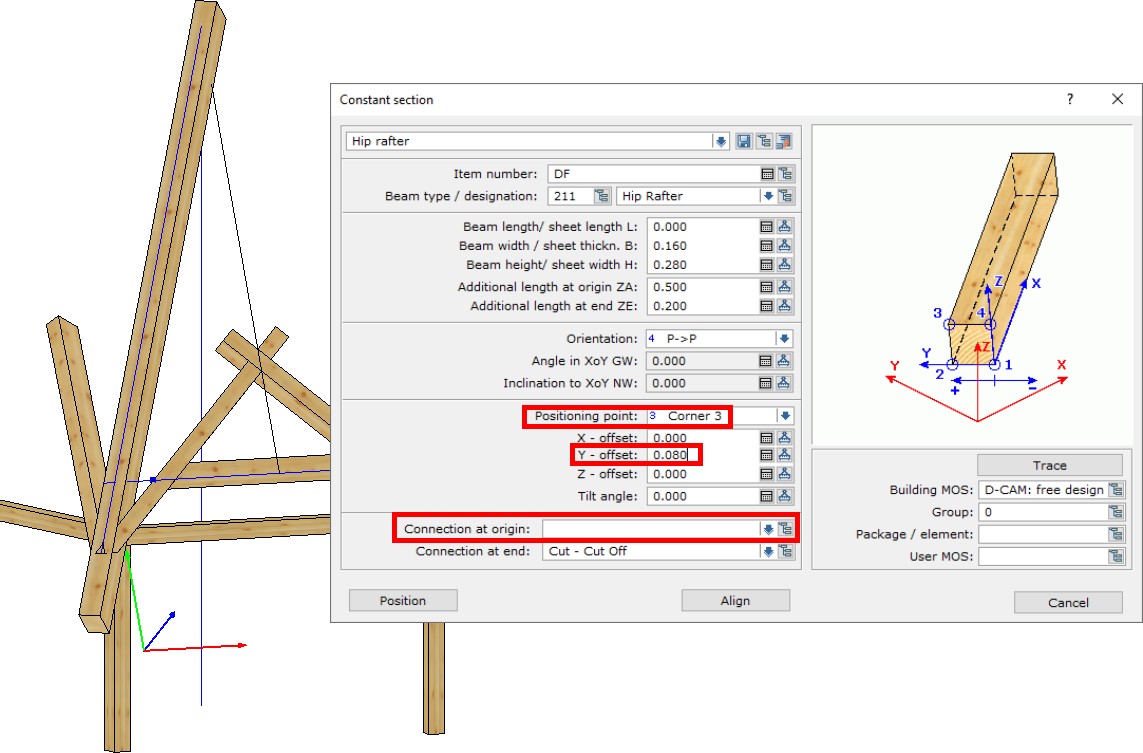 Constant section ?
Hip rafter
Item number: DF
Beam type / designation: 211 Hip Rafter
Beam length/ sheet length L: 0.000
Beam width / sheet thickn. B: 0.160
Beam height/ sheet width H: 0.280
Additional length at origin ZA: 0.500
Additional length at end ZE: 0.200
Orientation: 4 P->P
Angle in XoY GW: 0.000
Inclination to XoY NW: 0.000
Positioning point: 3 Corner 3
X - offset: 0.000
Y - offset: 0.080
Z - offset: 0.000
Tilt angle: 0.000
Connection at origin:
Connection at end: Cut - Cut Off
Position Align
Z X
3 4
Z
Y 1
Y 2 X
+ -
Trace
Building MOS: D-CAM: free design
Group: 0
Package / element:
User MOS:
Cancel